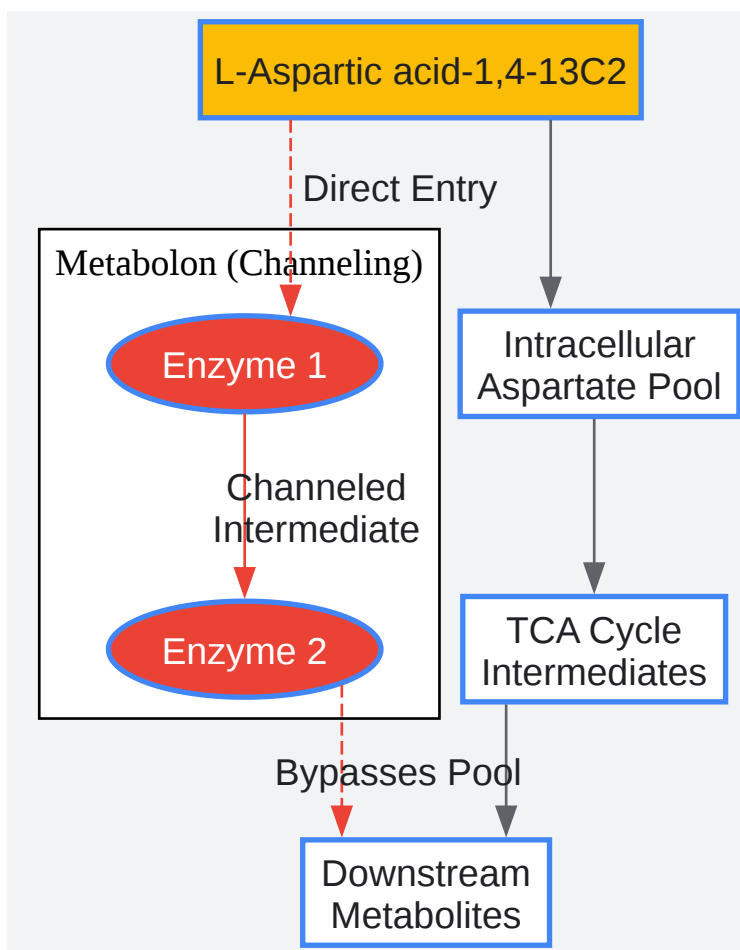 L-Aspartic acid-1,4-13C2
Direct Entry
Metabolon (Channeling)
Enzyme 1
Intracellular
Aspartate Pool
Channeled
Intermediate
Enzyme 2
TCA Cycle
Intermediates
Bypasses Pool
Downstream
Metabolites